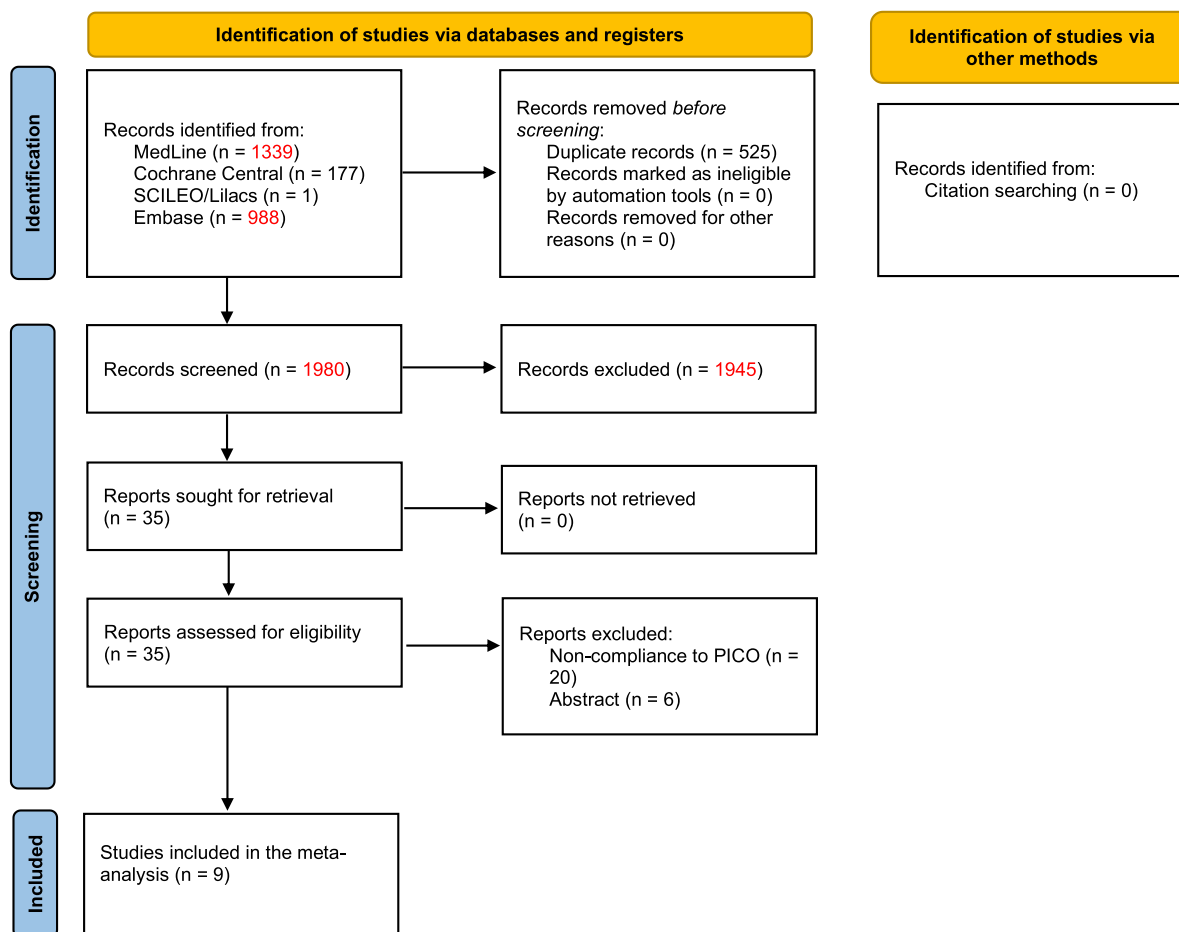 Identification of studies via databases and registers
Identification of studies via
other methods
Identification
Records identified from:
MedLine (n = 1339)
Cochrane Central (n = 177)
SCILEO/Lilacs (n = 1)
Embase (n = 988)
Records removed before
screening:
Duplicate records (n = 525)
Records marked as ineligible
by automation tools (n = 0)
Records removed for other
reasons (n = 0)
Records identified from:
Citation searching (n = 0)
Screening
Records screened (n = 1980)
Records excluded (n = 1945)
Reports sought for retrieval
(n = 35)
Reports not retrieved
(n = 0)
Reports assessed for eligibility
(n = 35)
Reports excluded:
Non-compliance to PICO (n =
20)
Abstract (n = 6)
Included
Studies included in the meta-
analysis (n = 9)